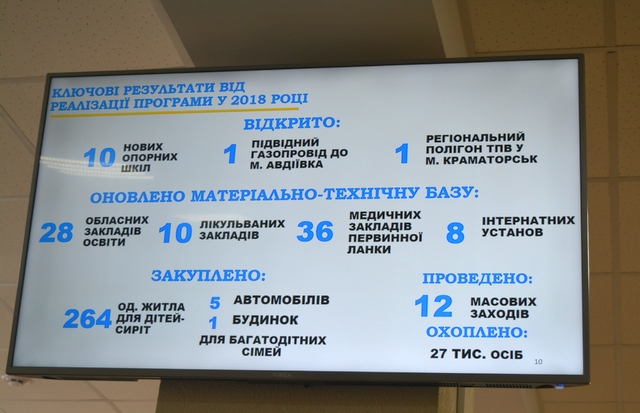 КЛЮЧОВІ РЕЗУЛЬТАТИ ВІД
РЕАЛІЗАЦІЇ ПРОГРАМИ У 2018 РОЦІ
ВІДКРИТО:
10 НОВИХ
ОПОРНИХ
ШКІЛ
1 ПІДВІДНИЙ
ГАЗОПРОВІД ДО
М. АВДІЇВКА
1 РЕГІОНАЛЬНИЙ
ПОЛІГОН ТПВ У
М. КРАМАТОРСЬК
ОНОВЛЕНО МАТЕРІАЛЬНО-ТЕХНІЧНУ БАЗУ:
28 ОБЛАСНИХ
ЗАКЛАДІВ
ОСВІТИ
10 ЛІКУЛЬВАНИХ
ЗАКЛАДІВ
36 МЕДИЧНИХ
ЗАКЛАДІВ
ПЕРВИННОЇ
ЛАНКИ
8 ІНТЕРНАТНИХ
УСТАНОВ
ЗАКУПЛЕНО:
264 ОД. ЖИТЛА
ДЛЯ ДІТЕЙ-
СИРІТ
5 АВТОМОБІЛІВ
1 БУДИНОК
ДЛЯ БАГАТОДІТНИХ
СІМЕЙ
ПРОВЕДЕНО:
12 МАСОВИХ
ЗАХОДІВ
ОХОПЛЕНО:
27 ТИС. ОСІБ
10